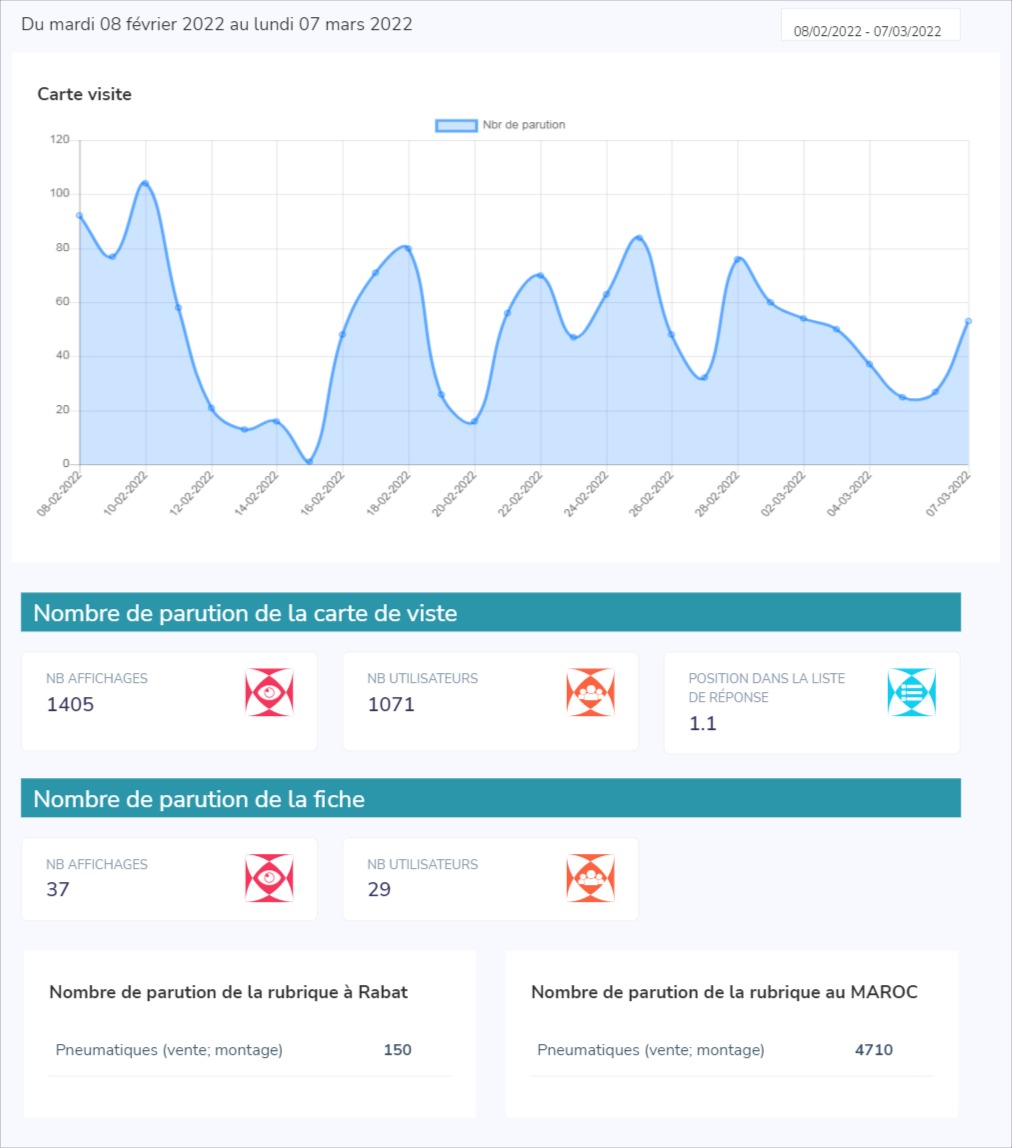 Du mardi 08 février 2022 au lundi 07 mars 2022
08/02/2022 - 07/03/2022
Carte visite
Nbr de parution
120
100
80
60
40
20
0
08-02-2022
10-02-2022
12-02-2022
14-02-2022
16-02-2022
18-02-2022
20-02-2022
22-02-2022
24-02-2022
26-02-2022
28-02-2022
02-03-2022
04-03-2022
07-03-2022
Nombre de parution de la carte de viste
NB AFFICHAGES
1405
NB UTILISATEURS
1071
POSITION DANS LA LISTE
DE RÉPONSE
1.1
Nombre de parution de la fiche
NB AFFICHAGES
37
NB UTILISATEURS
29
Nombre de parution de la rubrique à Rabat
Pneumatiques (vente; montage) 150
Nombre de parution de la rubrique au MAROC
Pneumatiques (vente; montage) 4710